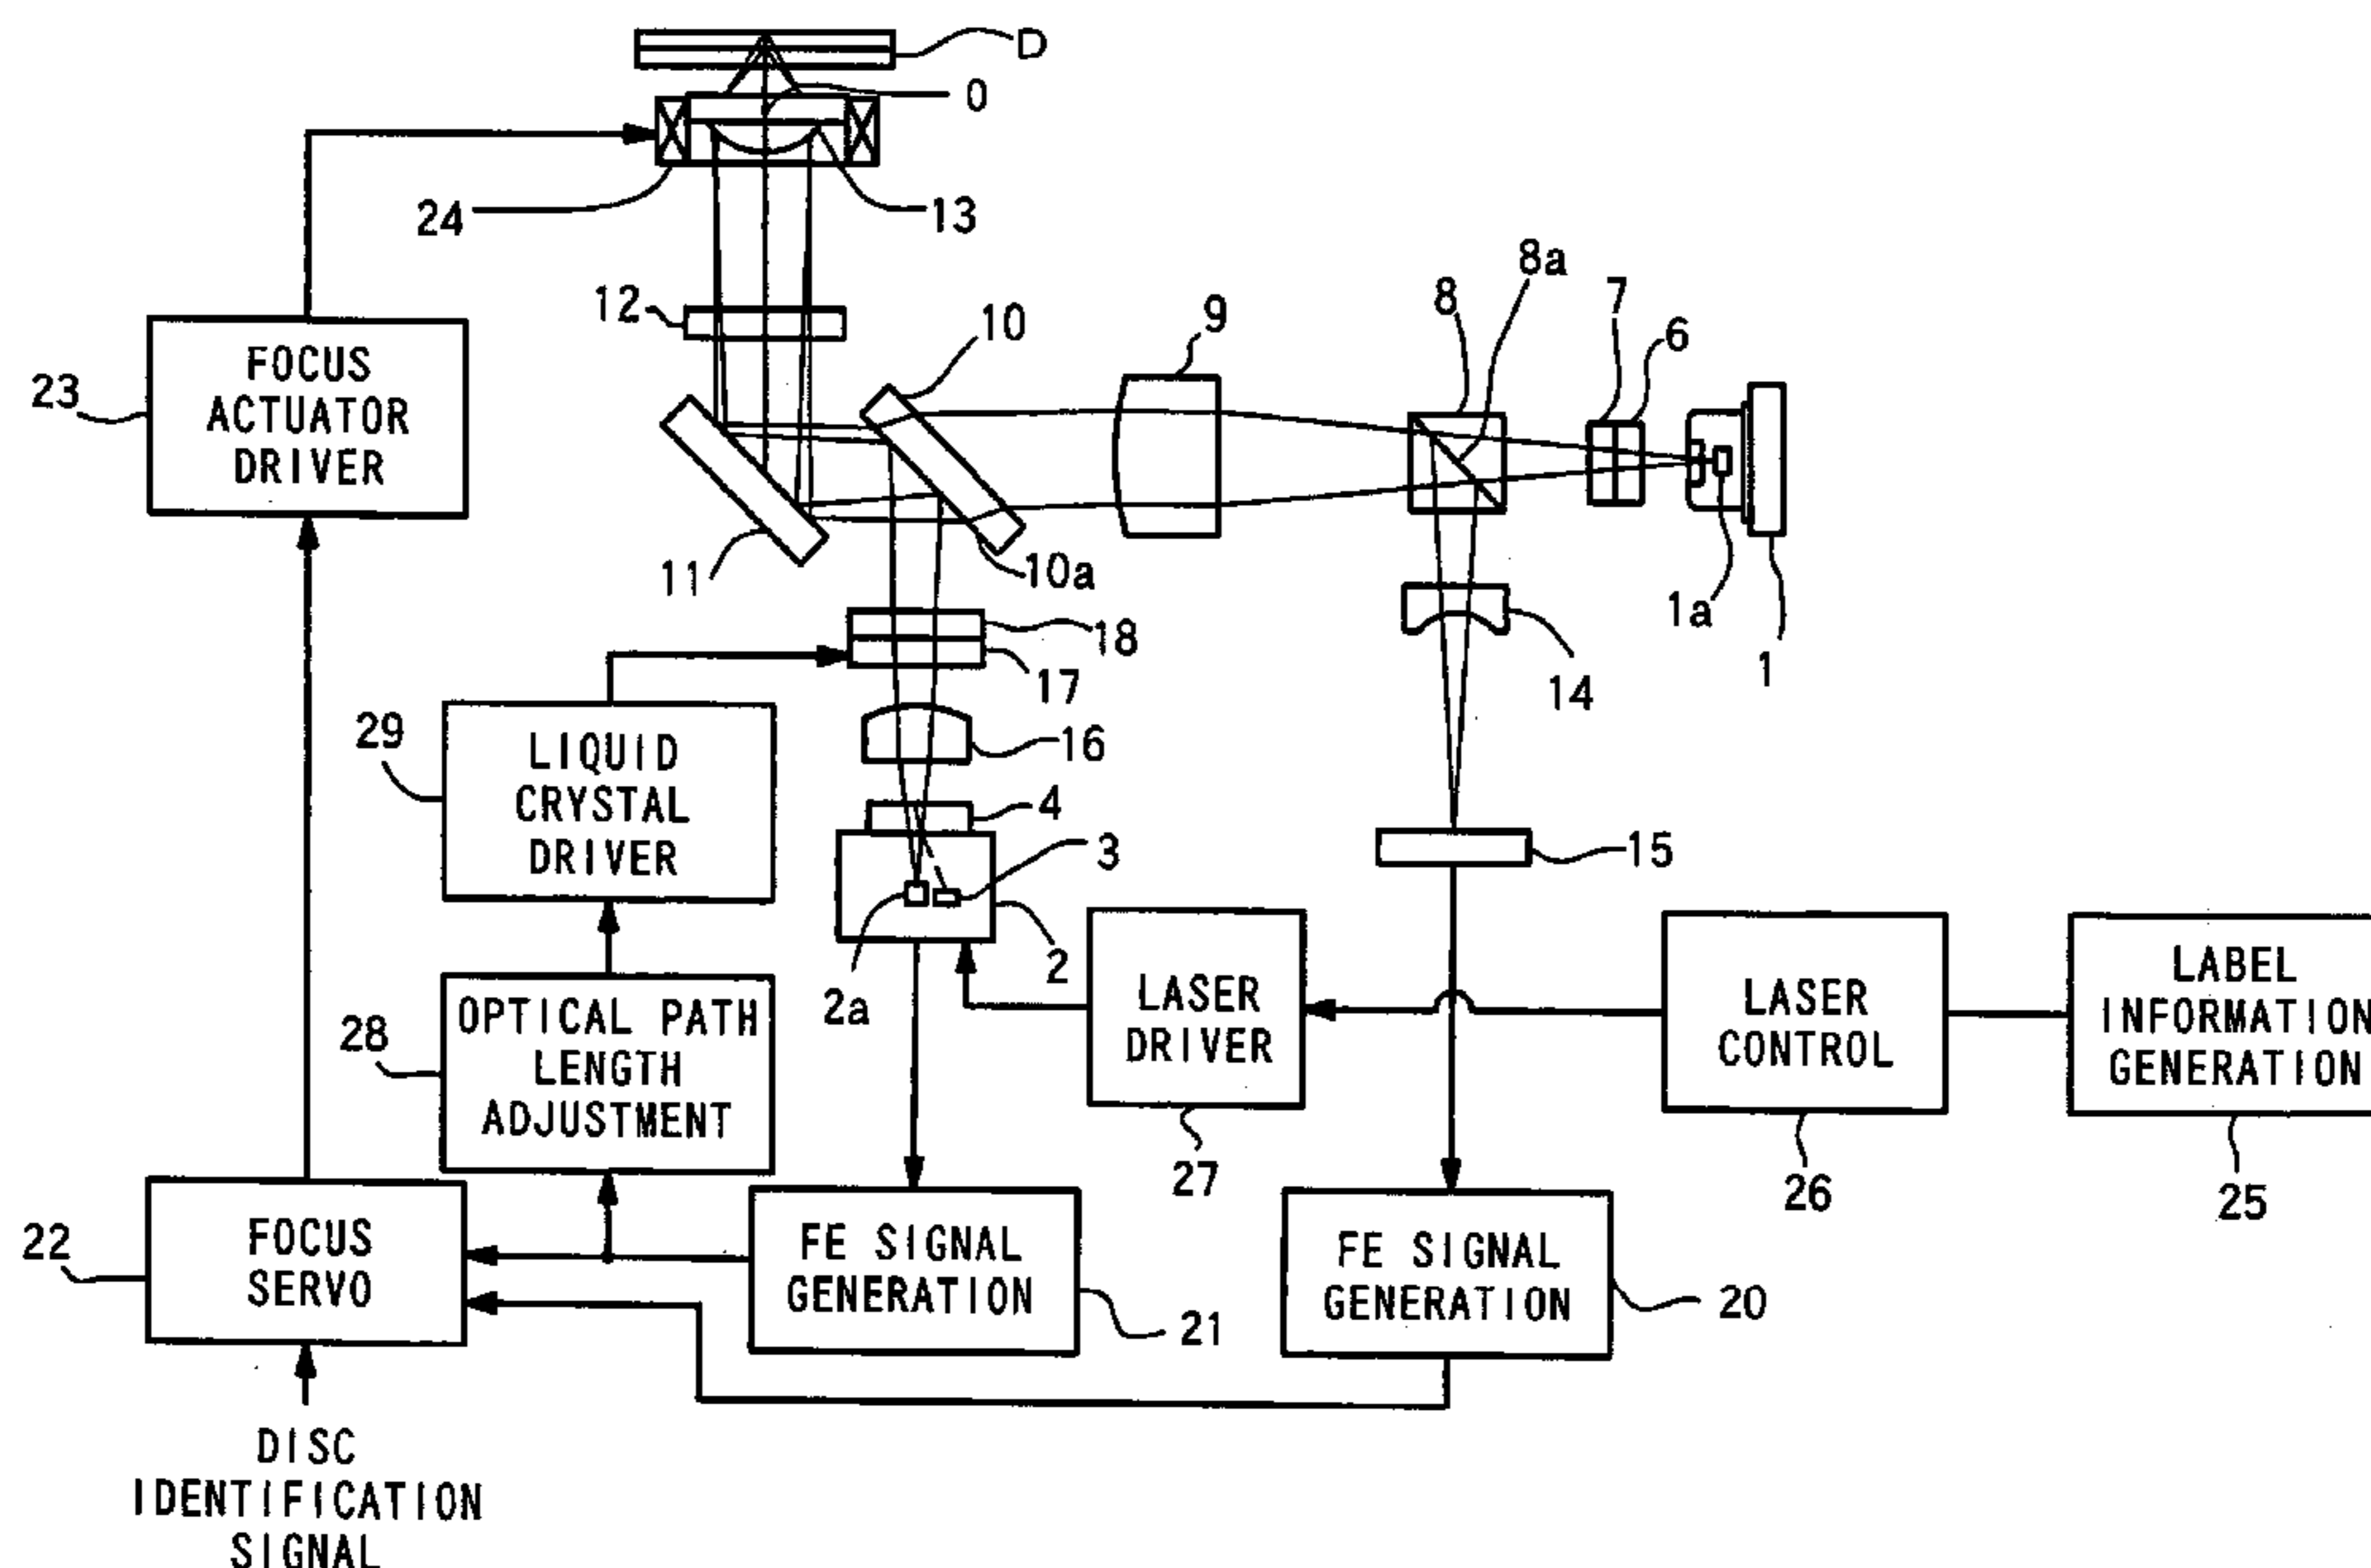 D
0
24
13
8a
8
7
6
12
10
9
23
FOCUS
ACTUATOR
DRIVER
11
10a
1a
1
18
17
14
29
LIQUID
CRYSTAL
DRIVER
16
4
3
15
2a
2
28
OPTICAL PATH
LENGTH
ADJUSTMENT
LASER
DRIVER
27
LASER
CONTROL
26
LABEL
INFORMATION
GENERATION
25
22
FOCUS
SERVO
FE SIGNAL
GENERATION
21
FE SIGNAL
GENERATION
20
DISC
IDENTIFICATION
SIGNAL